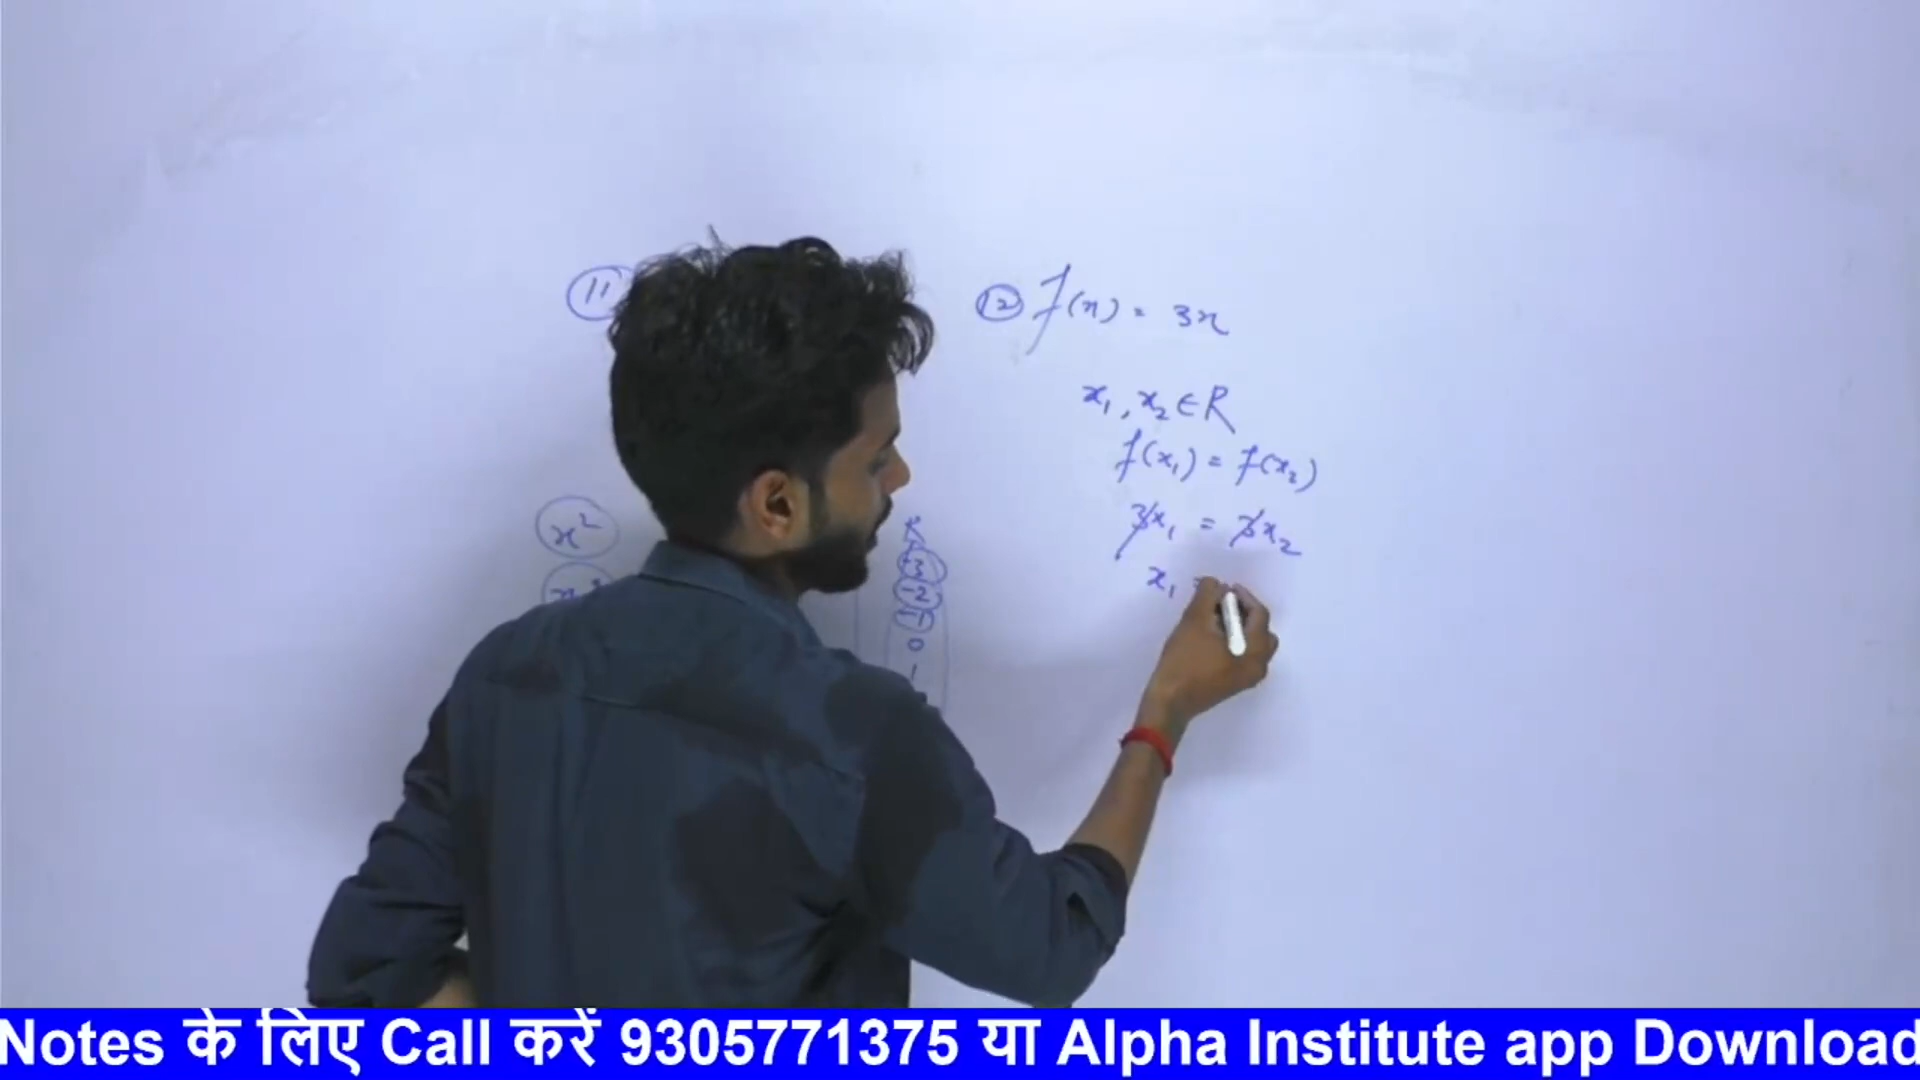 11
x²
R
-3
-2
-1
0
1
12 f(x) = 3x
x₁, x₂ ∈ R
f(x₁) = f(x₂)
3x₁ = 3x₂
x₁ =
Notes के लिए Call करें 9305771375 या Alpha Institute app Download